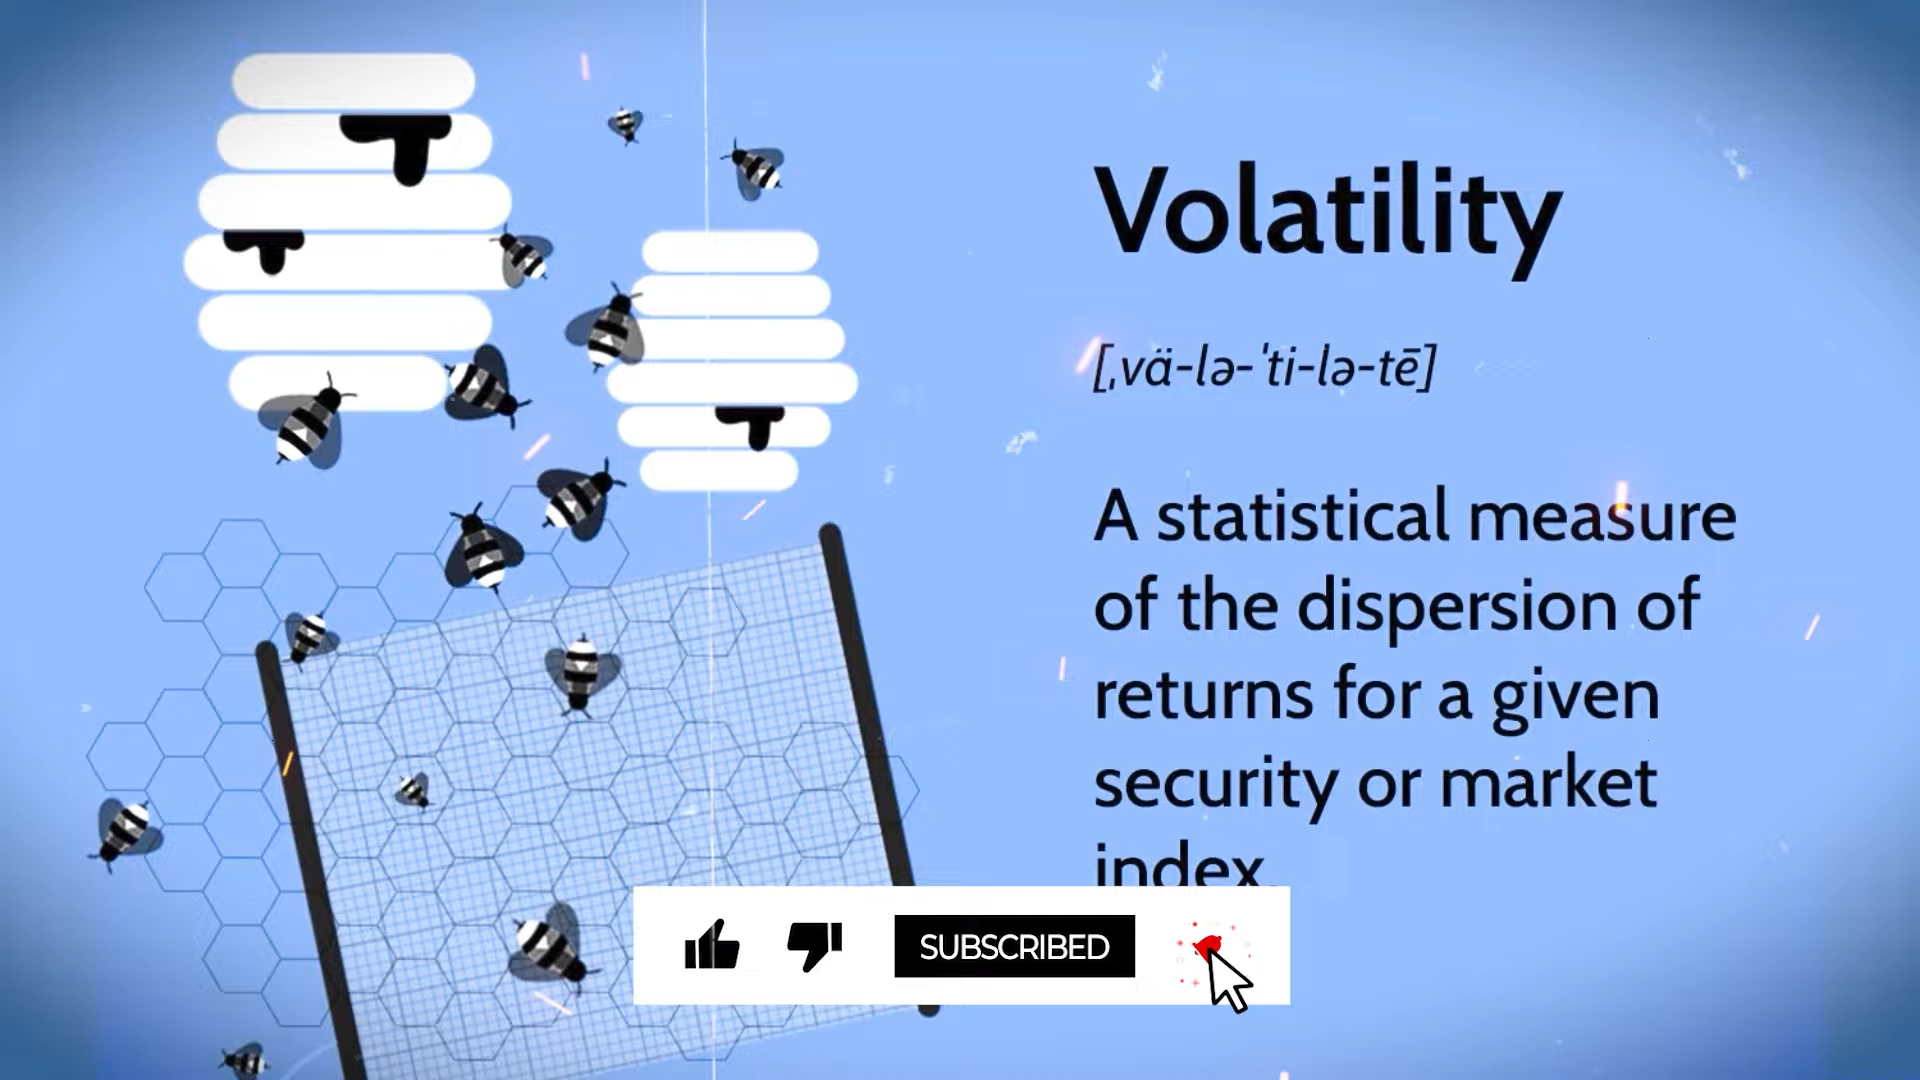 Volatility
[ˌvä-lə-ˈti-lə-tē]
A statistical measure
of the dispersion of
returns for a given
security or market
index.
SUBSCRIBED